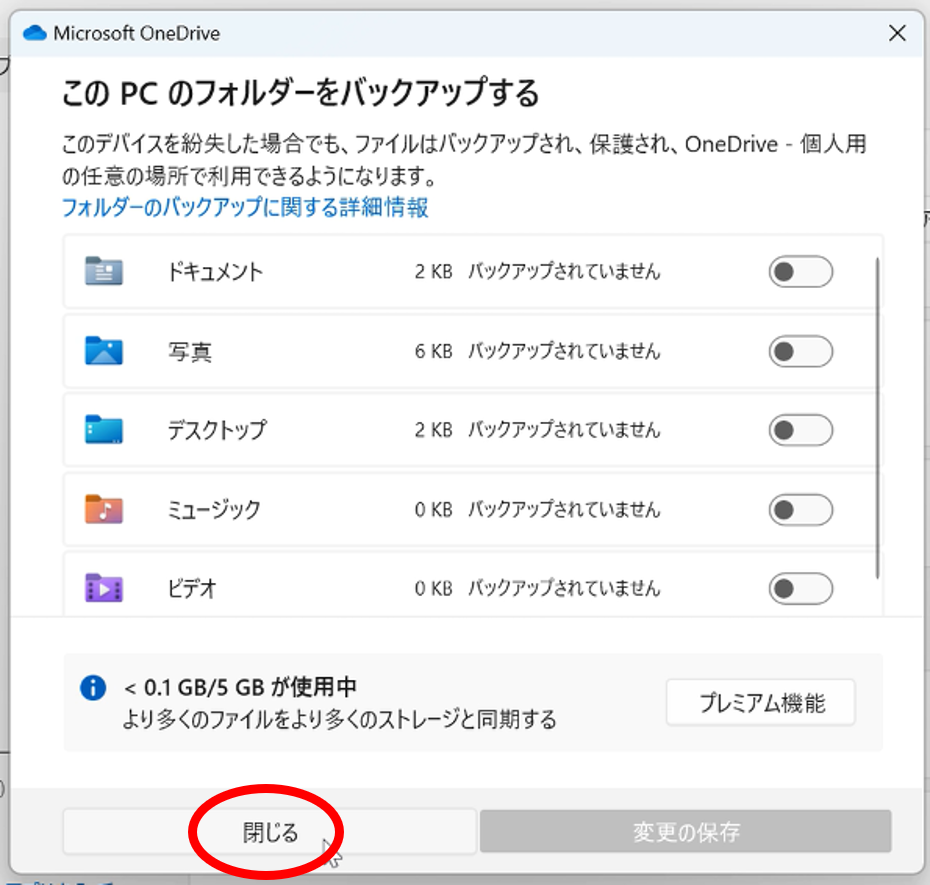 Microsoft OneDrive
この PC のフォルダーをバックアップする
このデバイスを紛失した場合でも、ファイルはバックアップされ、保護され、OneDrive - 個人用
の任意の場所で利用できるようになります。
フォルダーのバックアップに関する詳細情報
ドキュメント 2 KB バックアップされていません
写真 6 KB バックアップされていません
デスクトップ 2 KB バックアップされていません
ミュージック 0 KB バックアップされていません
ビデオ 0 KB バックアップされていません
< 0.1 GB/5 GB が使用中
より多くのファイルをより多くのストレージと同期する
プレミアム機能
閉じる
変更の保存